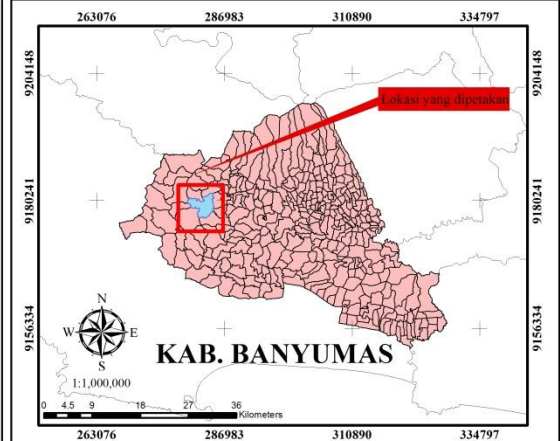 263076 286983 310890 334797
9204148 9204148
Lokasi yang dipetakan
9180241 9180241
9156334 9156334
N
W E
S
KAB. BANYUMAS
1:1,000,000
0 4.5 9 18 27 36
Kilometers
263076 286983 310890 334797